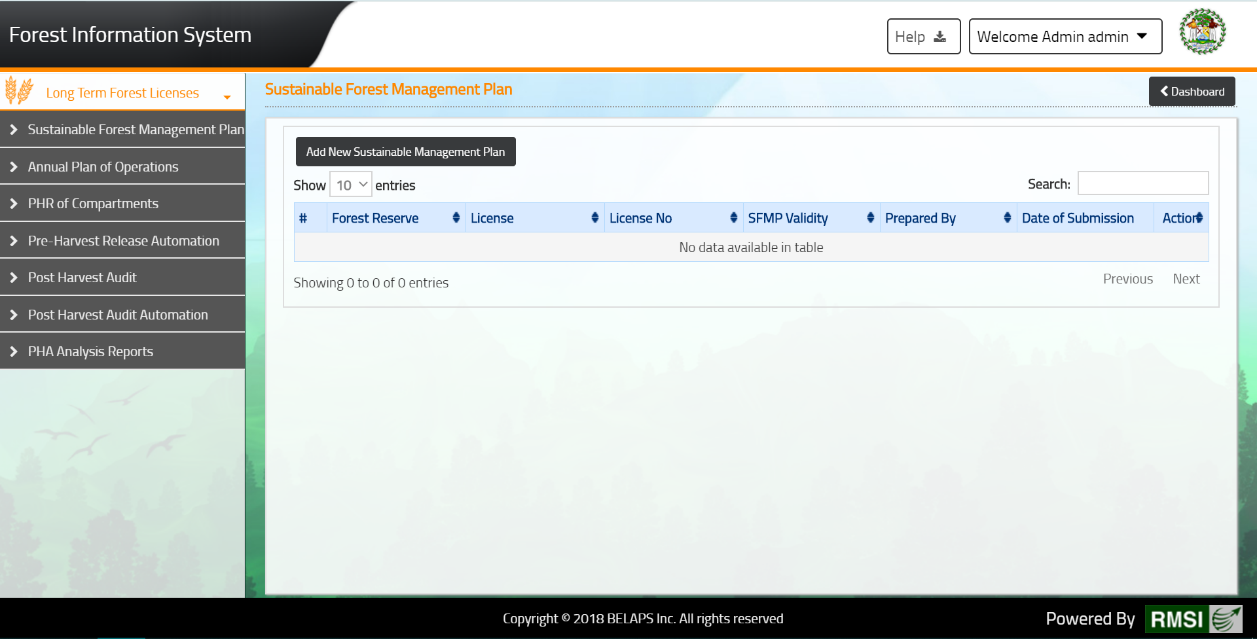 Forest Information System
Help
Welcome Admin admin
Long Term Forest Licenses
Sustainable Forest Management Plan
Annual Plan of Operations
PHR of Compartments
Pre-Harvest Release Automation
Post Harvest Audit
Post Harvest Audit Automation
PHA Analysis Reports
Sustainable Forest Management Plan
Dashboard
Add New Sustainable Management Plan
Show 10 entries
Search:
# Forest Reserve License License No SFMP Validity Prepared By Date of Submission Action
No data available in table
Showing 0 to 0 of 0 entries
Previous Next
Copyright © 2018 BELAPS Inc. All rights reserved
Powered By RMSI